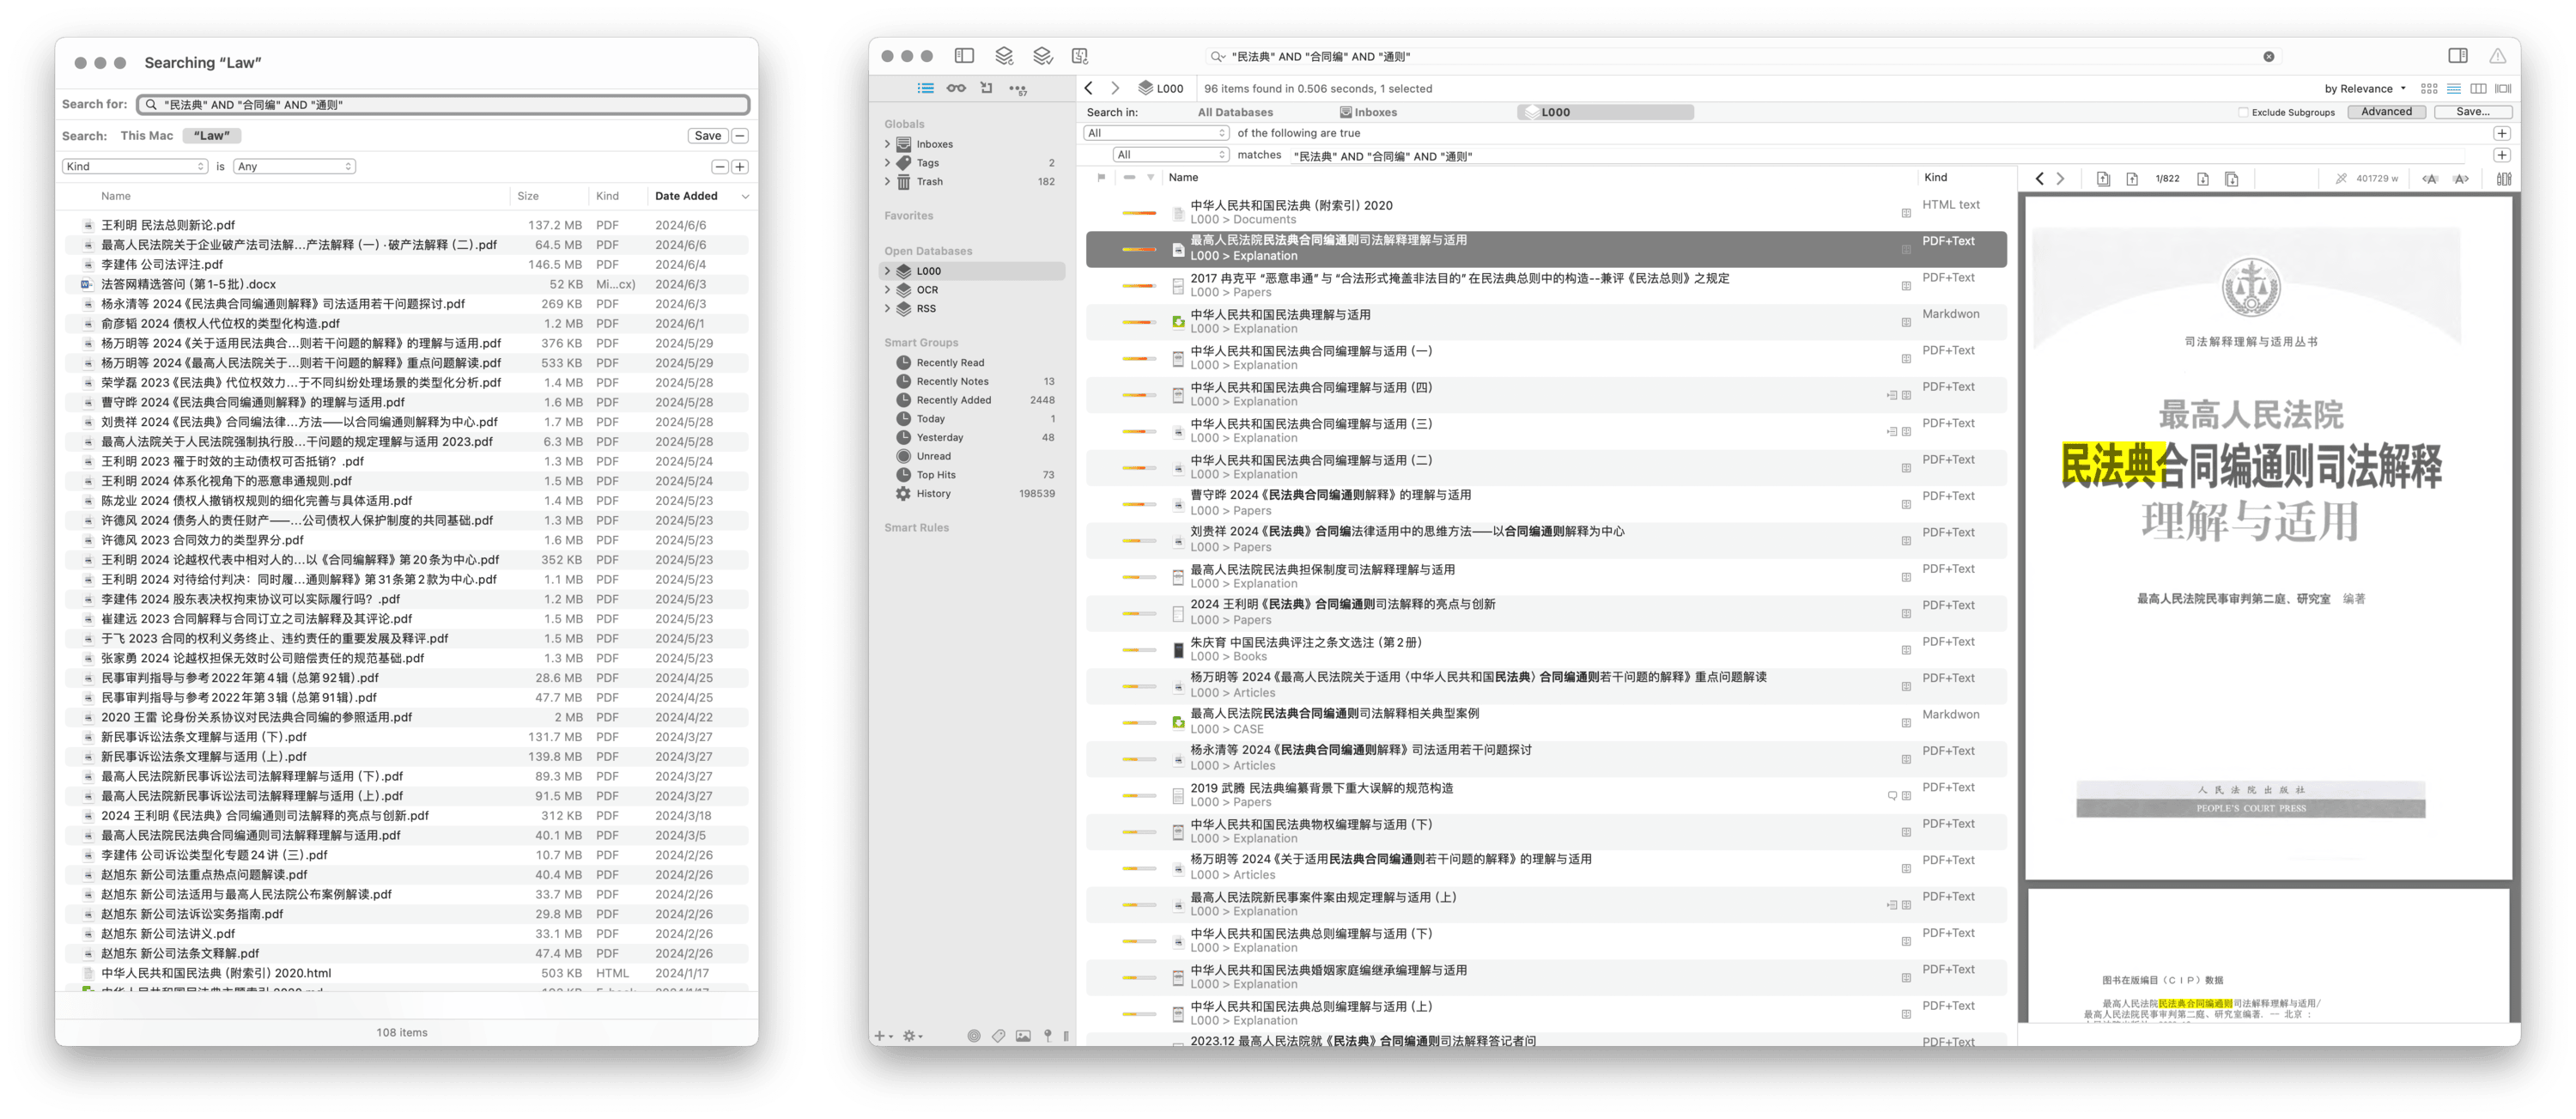 Searching “Law”
Search for: "民法典" AND "合同编" AND "通则"
Search: This Mac “Law” Save
Kind is Any
Name Size Kind Date Added
王利明 民法总则新论.pdf 137.2 MB PDF 2024/6/6
最高人民法院关于企业破产法司法解...产法解释 (一) ·破产法解释 (二) .pdf 64.5 MB PDF 2024/6/6
李建伟 公司法评注.pdf 146.5 MB PDF 2024/6/4
法答网精选答问 (第1-5批) .docx 52 KB Mi...cx) 2024/6/3
杨永清等 2024《民法典合同编通则解释》司法适用若干问题探讨.pdf 269 KB PDF 2024/6/3
俞彦韬 2024 债权人代位权的类型化构造.pdf 1.2 MB PDF 2024/6/1
杨万明等 2024《关于适用民法典合...则若干问题的解释》的理解与适用.pdf 376 KB PDF 2024/5/29
杨万明等 2024《最高人民法院关于...则若干问题的解释》重点问题解读.pdf 533 KB PDF 2024/5/29
荣学磊 2023《民法典》代位权效力...于不同纠纷处理场景的类型化分析.pdf 1.4 MB PDF 2024/5/28
曹守晔 2024《民法典合同编通则解释》的理解与适用.pdf 1.6 MB PDF 2024/5/28
刘贵祥 2024《民法典》合同编法律...方法——以合同编通则解释为中心.pdf 1.7 MB PDF 2024/5/28
最高人法院关于人民法院强制执行股...干问题的规定理解与适用 2023.pdf 6.3 MB PDF 2024/5/28
王利明 2023 罹于时效的主动债权可否抵销？.pdf 1.3 MB PDF 2024/5/24
王利明 2024 体系化视角下的恶意串通规则.pdf 1.5 MB PDF 2024/5/24
陈龙业 2024 债权人撤销权规则的细化完善与具体适用.pdf 1.4 MB PDF 2024/5/23
许德风 2024 债务人的责任财产——...公司债权人保护制度的共同基础.pdf 1.3 MB PDF 2024/5/23
许德风 2023 合同效力的类型界分.pdf 1.6 MB PDF 2024/5/23
王利明 2024 论越权代表中相对人的...以《合同编解释》第20条为中心.pdf 352 KB PDF 2024/5/23
王利明 2024 对待给付判决：同时履...通则解释》第31条第2款为中心.pdf 1.1 MB PDF 2024/5/23
李建伟 2024 股东表决权拘束协议可以实际履行吗？.pdf 1.2 MB PDF 2024/5/23
崔建远 2023 合同解释与合同订立之司法解释及其评论.pdf 1.5 MB PDF 2024/5/23
于飞 2023 合同的权利义务终止、违约责任的重要发展及释评.pdf 1.5 MB PDF 2024/5/23
张家勇 2024 论越权担保无效时公司赔偿责任的规范基础.pdf 1.3 MB PDF 2024/5/23
民事审判指导与参考2022年第4辑 (总第92辑).pdf 28.6 MB PDF 2024/4/25
民事审判指导与参考2022年第3辑 (总第91辑).pdf 47.7 MB PDF 2024/4/25
2020 王雷 论身份关系协议对民法典合同编的参照适用.pdf 2 MB PDF 2024/4/22
新民事诉讼法条文理解与适用 (下) .pdf 131.7 MB PDF 2024/3/27
新民事诉讼法条文理解与适用 (上) .pdf 139.8 MB PDF 2024/3/27
最高人民法院新民事诉讼法司法解释理解与适用 (下) .pdf 89.3 MB PDF 2024/3/27
最高人民法院新民事诉讼法司法解释理解与适用 (上) .pdf 91.5 MB PDF 2024/3/27
2024 王利明《民法典》合同编通则司法解释的亮点与创新.pdf 312 KB PDF 2024/3/18
最高人民法院民法典合同编通则司法解释理解与适用.pdf 40.1 MB PDF 2024/3/5
李建伟 公司诉讼类型化专题24讲 (三) .pdf 10.7 MB PDF 2024/2/26
赵旭东 新公司法重点热点问题解读.pdf 40.4 MB PDF 2024/2/26
赵旭东 新公司法适用与最高人民法院公布案例解读.pdf 33.7 MB PDF 2024/2/26
赵旭东 新公司法诉讼实务指南.pdf 29.8 MB PDF 2024/2/26
赵旭东 新公司法讲义.pdf 33.1 MB PDF 2024/2/26
赵旭东 新公司法条文释解.pdf 47.4 MB PDF 2024/2/26
中华人民共和国民法典 (附索引) 2020.html 503 KB HTML 2024/1/17
108 items
"民法典" AND "合同编" AND "通则"
57
L000 96 items found in 0.506 seconds, 1 selected by Relevance
Search in: All Databases Inboxes L000 Exclude Subgroups Advanced Save...
All of the following are true
All matches "民法典" AND "合同编" AND "通则"
Globals
Inboxes
Tags 2
Trash 182
Favorites
Open Databases
L000
OCR
RSS
Smart Groups
Recently Read
Recently Notes 13
Recently Added 2448
Today 1
Yesterday 48
Unread
Top Hits 73
History 198539
Smart Rules
Name Kind
中华人民共和国民法典 (附索引) 2020 HTML text
L000 > Documents
最高人民法院民法典合同编通则司法解释理解与适用 PDF+Text
L000 > Explanation
2017 冉克平 “恶意串通” 与 “合法形式掩盖非法目的” 在民法典总则中的构造--兼评《民法总则》之规定 PDF+Text
L000 > Papers
中华人民共和国民法典理解与适用 Markdwon
L000 > Explanation
中华人民共和国民法典合同编理解与适用 (一) PDF+Text
L000 > Explanation
中华人民共和国民法典合同编理解与适用 (四) PDF+Text
L000 > Explanation
中华人民共和国民法典合同编理解与适用 (三) PDF+Text
L000 > Explanation
中华人民共和国民法典合同编理解与适用 (二) PDF+Text
L000 > Explanation
曹守晔 2024《民法典合同编通则解释》的理解与适用 PDF+Text
L000 > Papers
刘贵祥 2024《民法典》合同编法律适用中的思维方法——以合同编通则解释为中心 PDF+Text
L000 > Papers
最高人民法院民法典担保制度司法解释理解与适用 PDF+Text
L000 > Explanation
2024 王利明《民法典》合同编通则司法解释的亮点与创新 PDF+Text
L000 > Papers
朱庆育 中国民法典评注之条文选注 (第2册) PDF+Text
L000 > Books
杨万明等 2024《最高人民法院关于适用〈中华人民共和国民法典〉合同编通则若干问题的解释》重点问题解读 PDF+Text
L000 > Articles
最高人民法院民法典合同编通则司法解释相关典型案例 Markdwon
L000 > CASE
杨永清等 2024《民法典合同编通则解释》司法适用若干问题探讨 PDF+Text
L000 > Articles
2019 武腾 民法典编纂背景下重大误解的规范构造 PDF+Text
L000 > Papers
中华人民共和国民法典物权编理解与适用 (下) PDF+Text
L000 > Explanation
杨万明等 2024《关于适用民法典合同编通则若干问题的解释》的理解与适用 PDF+Text
L000 > Articles
最高人民法院新民事案件案由规定理解与适用 (上) PDF+Text
L000 > Explanation
中华人民共和国民法典总则编理解与适用 (下) PDF+Text
L000 > Explanation
中华人民共和国民法典婚姻家庭编继承编理解与适用 PDF+Text
L000 > Explanation
中华人民共和国民法典总则编理解与适用 (上) PDF+Text
L000 > Explanation
2023.12 最高人民法院就《民法典》合同编通则司法解释答记者问 PDF+Text
1/822 401729 w
司法解释理解与适用丛书
最高人民法院
民法典合同编通则司法解释
理解与适用
最高人民法院民事审判第二庭、研究室 编著
人民法院出版社
PEOPLE'S COURT PRESS
图书在版编目（CIP）数据
最高人民法院民法典合同编通则司法解释理解与适用/
最高人民法院民事审判第二庭、研究室编著. -- 北京：